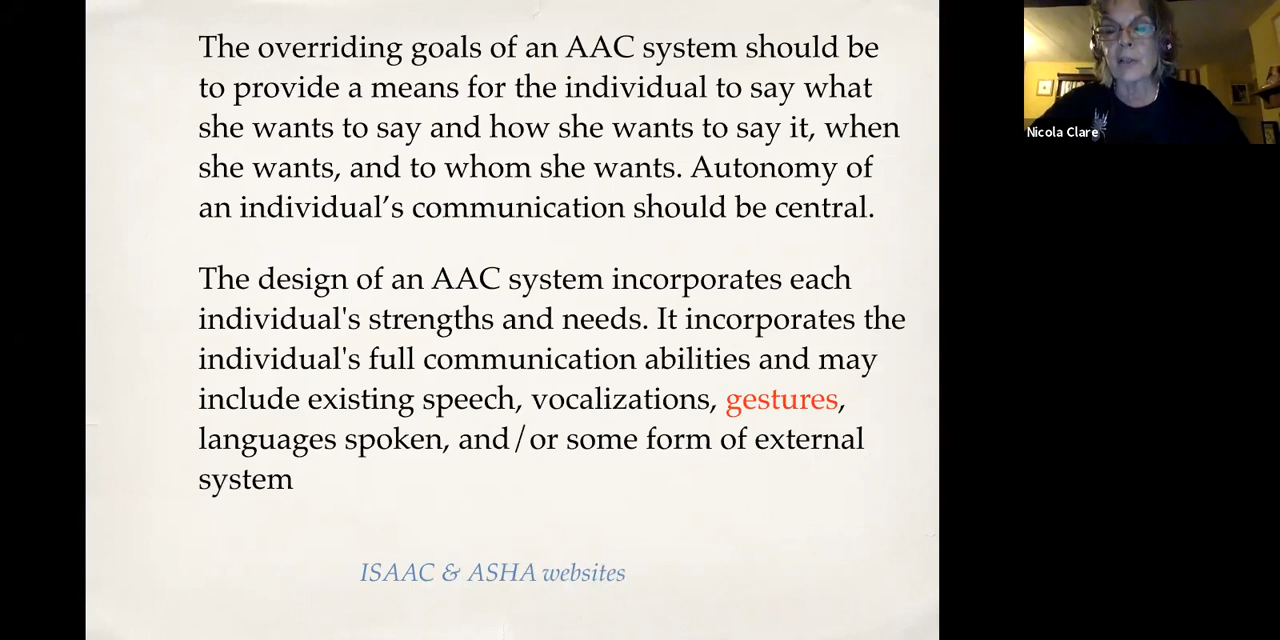 The overriding goals of an AAC system should be
to provide a means for the individual to say what
she wants to say and how she wants to say it, when
she wants, and to whom she wants. Autonomy of
an individual’s communication should be central.
The design of an AAC system incorporates each
individual's strengths and needs. It incorporates the
individual's full communication abilities and may
include existing speech, vocalizations, gestures,
languages spoken, and/or some form of external
system
ISAAC & ASHA websites
Nicola Clare